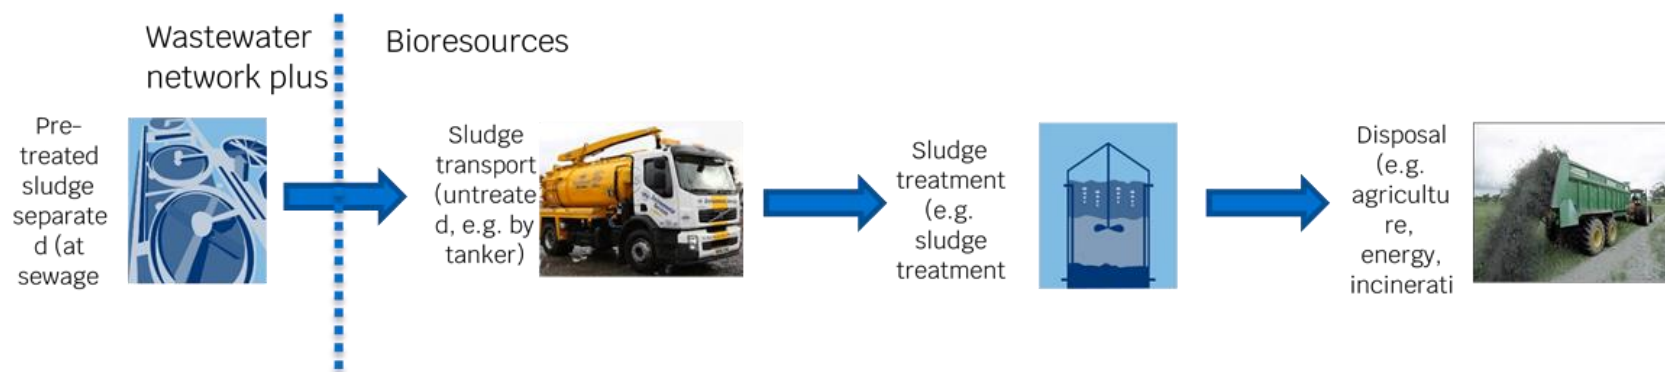 Wastewater
network plus
Bioresources
Pre-
treated
sludge
separate
d (at
sewage
Sludge
transport
(untreate
d, e.g. by
tanker)
Sludge
treatment
(e.g.
sludge
treatment
Disposal
(e.g.
agricultu
re,
energy,
incinerati